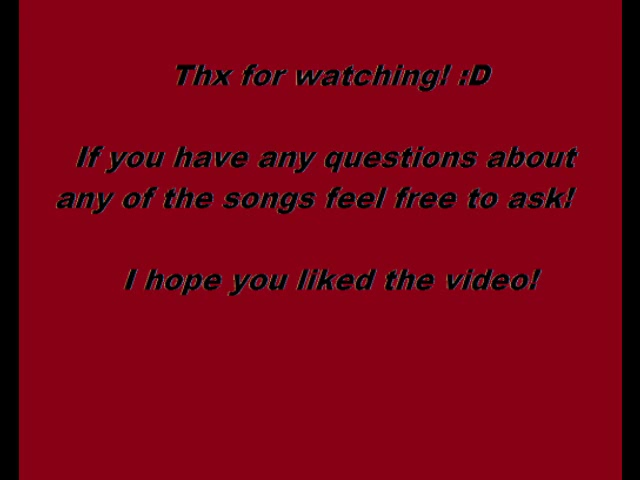 Thx for watching! :D
If you have any questions about
any of the songs feel free to ask!
I hope you liked the video!